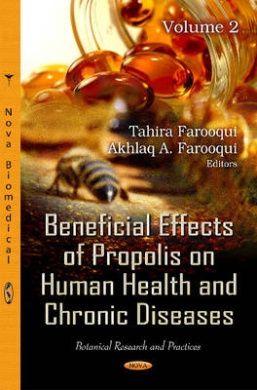 Volume 2
Tahira Farooqui
Akhlaq A. Farooqui
Editors
Nova Biomedical
Beneficial Effects
of Propolis on
Human Health and
Chronic Diseases
Botanical Research and Practices
NOVA